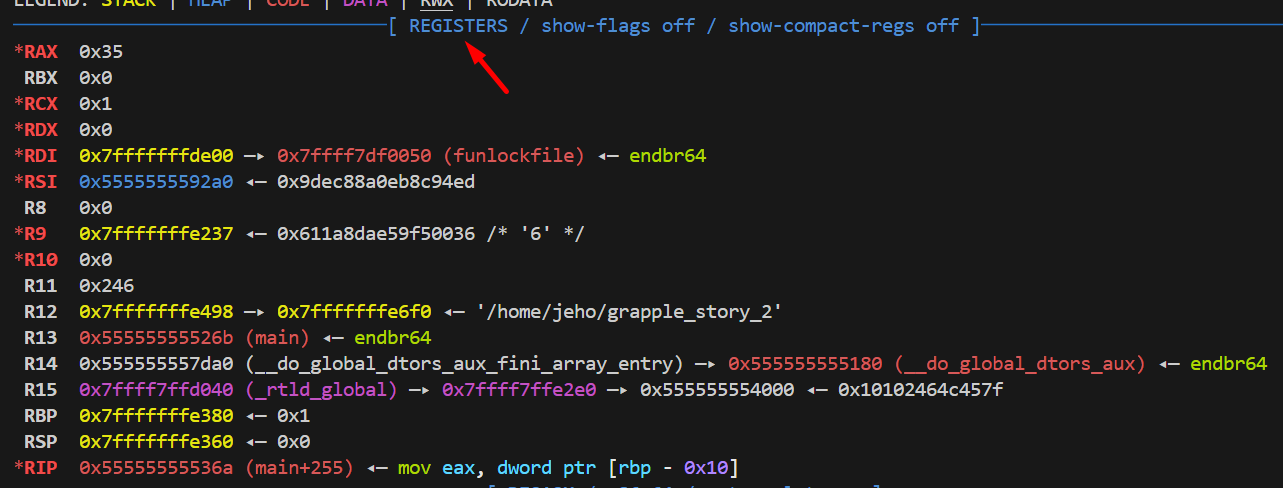 LEGEND: STACK | HEAP | CODE | DATA | RWX | RODATA
[ REGISTERS / show-flags off / show-compact-regs off ]
*RAX  0x35
 RBX  0x0
*RCX  0x1
*RDX  0x0
*RDI  0x7fffffffde00 —▸ 0x7ffff7df0050 (funlockfile) ◂— endbr64
*RSI  0x5555555592a0 ◂— 0x9dec88a0eb8c94ed
 R8   0x0
*R9   0x7fffffffe237 ◂— 0x611a8dae59f50036 /* '6' */
*R10  0x0
 R11  0x246
 R12  0x7fffffffe498 —▸ 0x7fffffffe6f0 ◂— '/home/jeho/grapple_story_2'
 R13  0x55555555526b (main) ◂— endbr64
 R14  0x555555557da0 (__do_global_dtors_aux_fini_array_entry) —▸ 0x555555555180 (__do_global_dtors_aux) ◂— endbr64
 R15  0x7ffff7ffd040 (_rtld_global) —▸ 0x7ffff7ffe2e0 —▸ 0x555555554000 ◂— 0x10102464c457f
 RBP  0x7fffffffe380 ◂— 0x1
 RSP  0x7fffffffe360 ◂— 0x0
*RIP  0x55555555536a (main+255) ◂— mov eax, dword ptr [rbp - 0x10]